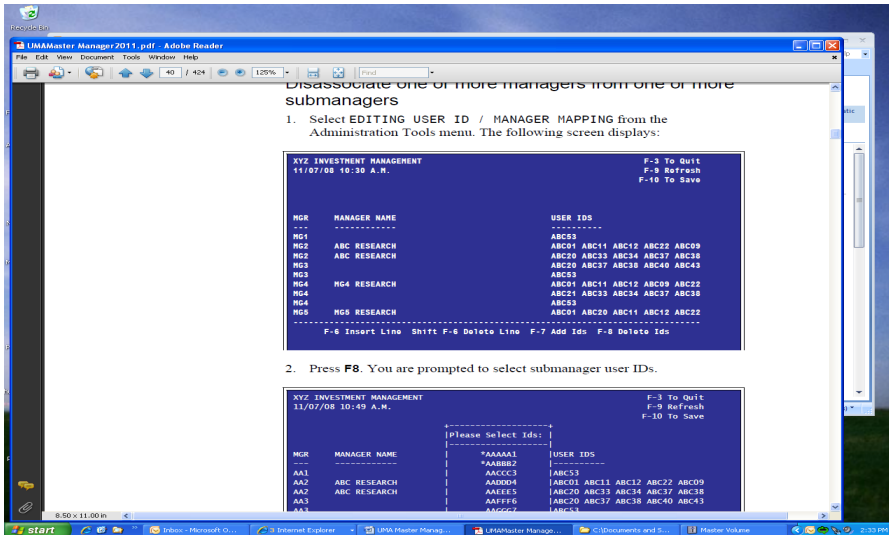 Recycle Bin
UMAMaster Manager2011.pdf - Adobe Reader
File Edit View Document Tools Window Help
40 / 424 125% Find
Disassociate one or more managers from one or more
submanagers
1. Select EDITING USER ID / MANAGER MAPPING from the
Administration Tools menu. The following screen displays:
XYZ INVESTMENT MANAGEMENT F-3 To Quit
11/07/08 10:30 A.M. F-9 Refresh
F-10 To Save
MGR MANAGER NAME USER IDS
--- ------------ ----------
MG1 ABC53
MG2 ABC RESEARCH ABC01 ABC11 ABC12 ABC22 ABC09
MG2 ABC RESEARCH ABC20 ABC33 ABC34 ABC37 ABC38
MG3 ABC20 ABC37 ABC38 ABC40 ABC43
MG3 ABC53
MG4 MG4 RESEARCH ABC01 ABC11 ABC12 ABC09 ABC22
MG4 ABC21 ABC33 ABC34 ABC37 ABC38
MG4 ABC53
MG5 MG5 RESEARCH ABC01 ABC20 ABC11 ABC12 ABC22
F-6 Insert Line Shift F-6 Delete Line F-7 Add Ids F-8 Delete Ids
2. Press F8. You are prompted to select submanager user IDs.
XYZ INVESTMENT MANAGEMENT F-3 To Quit
11/07/08 10:49 A.M. F-9 Refresh
F-10 To Save
+-------------------+
|Please Select Ids: |
|-------------------|
MGR MANAGER NAME | *AAAAA1 |USER IDS
--- ------------ | *AABBB2 |----------
AA1 | AACCC3 |ABC53
AA2 ABC RESEARCH | AADDD4 |ABC01 ABC11 ABC12 ABC22 ABC09
AA2 ABC RESEARCH | AAEEE5 |ABC20 ABC33 ABC34 ABC37 ABC38
AA3 | AAFFF6 |ABC20 ABC37 ABC38 ABC40 ABC43
AA3 | AAGGG7 |ABC53
8.50 x 11.00 in
start Inbox - Microsoft O... 3 Internet Explorer UMA Master Manag... UMAMaster Manage... C:\Documents and S... Master Volume 2:33 PM